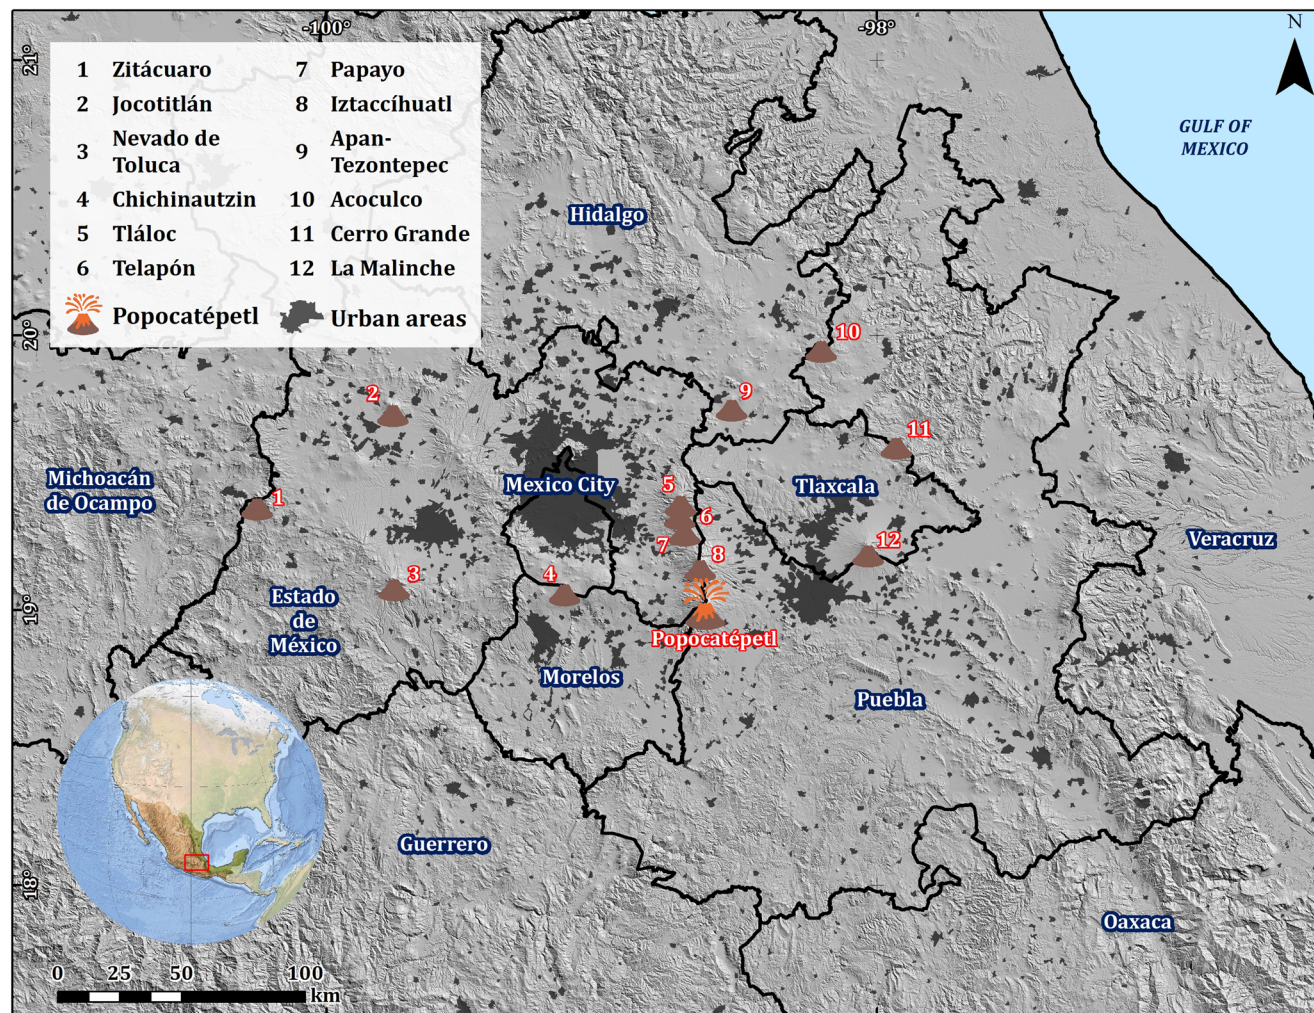 -100°
-98°
N
21°
20°
19°
18°
1 Zitácuaro
2 Jocotitlán
3 Nevado de
Toluca
4 Chichinautzin
5 Tláloc
6 Telapón
Popocatépetl
7 Papayo
8 Iztaccíhuatl
9 Apan-
Tezontepec
10 Acoculco
11 Cerro Grande
12 La Malinche
Urban areas
GULF OF
MEXICO
Hidalgo
10
2
9
11
Michoacán
de Ocampo
1
Mexico City
5
6
7
Tlaxcala
12
Veracruz
8
3
4
Estado
de
México
Popocatépetl
Morelos
Puebla
Guerrero
Oaxaca
0 25 50 100
km